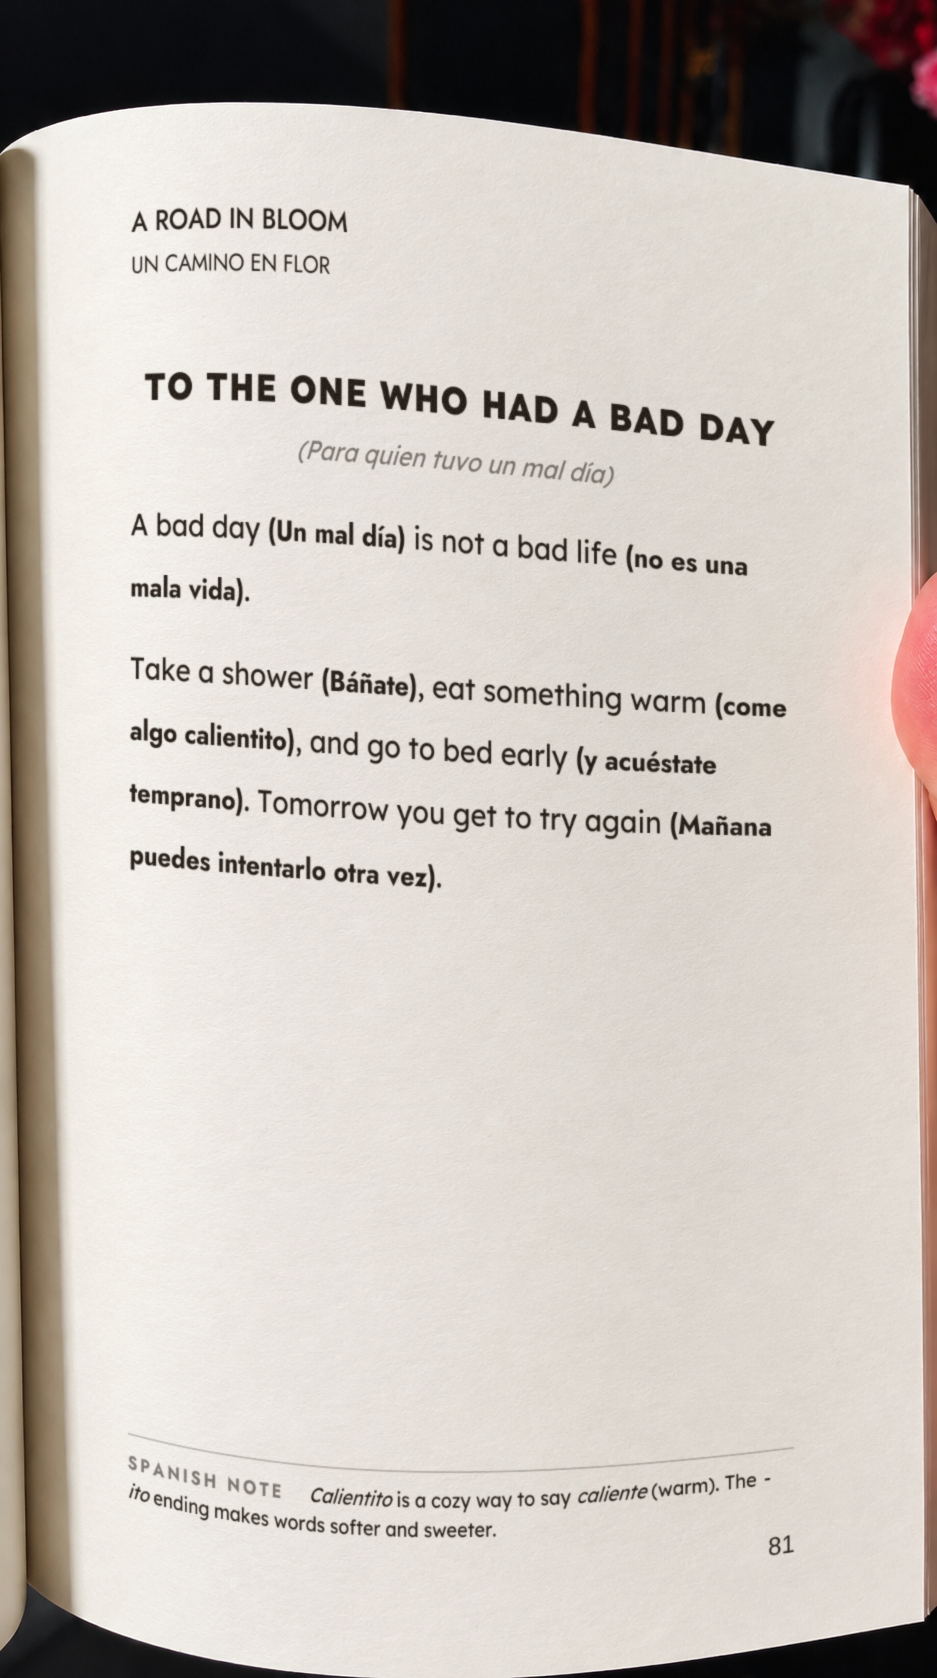 A ROAD IN BLOOM
UN CAMINO EN FLOR
TO THE ONE WHO HAD A BAD DAY
(Para quien tuvo un mal día)
A bad day (Un mal día) is not a bad life (no es una
mala vida).
Take a shower (Báñate), eat something warm (come
algo calientito), and go to bed early (y acuéstate
temprano). Tomorrow you get to try again (Mañana
puedes intentarlo otra vez).
SPANISH NOTE Calientito is a cozy way to say caliente (warm). The -
ito ending makes words softer and sweeter.
81